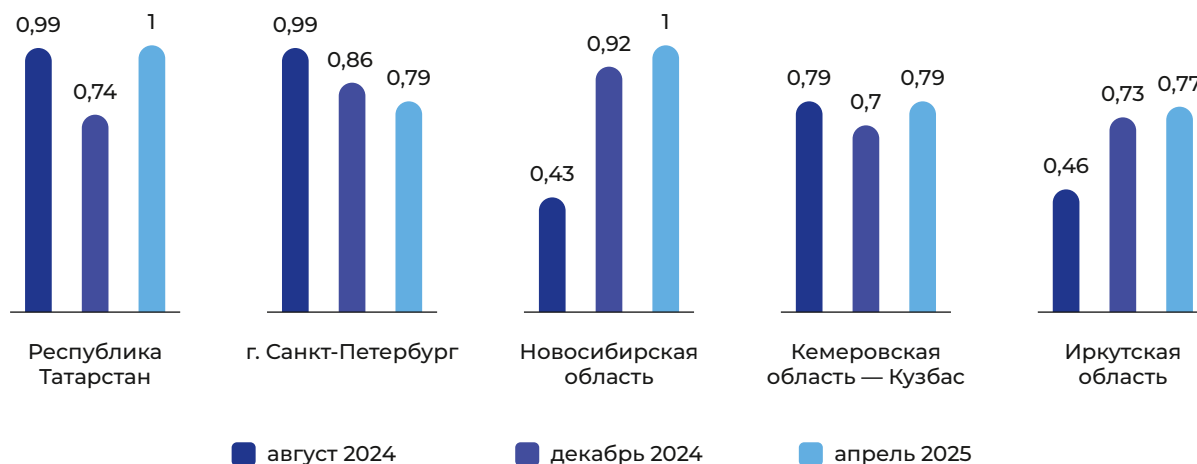 0,99
0,74
1
0,99
0,86
0,79
0,43
0,92
1
0,79
0,7
0,79
0,46
0,73
0,77
Республика
Татарстан
г. Санкт-Петербург
Новосибирская
область
Кемеровская
область — Кузбас
Иркутская
область
август 2024
декабрь 2024
апрель 2025